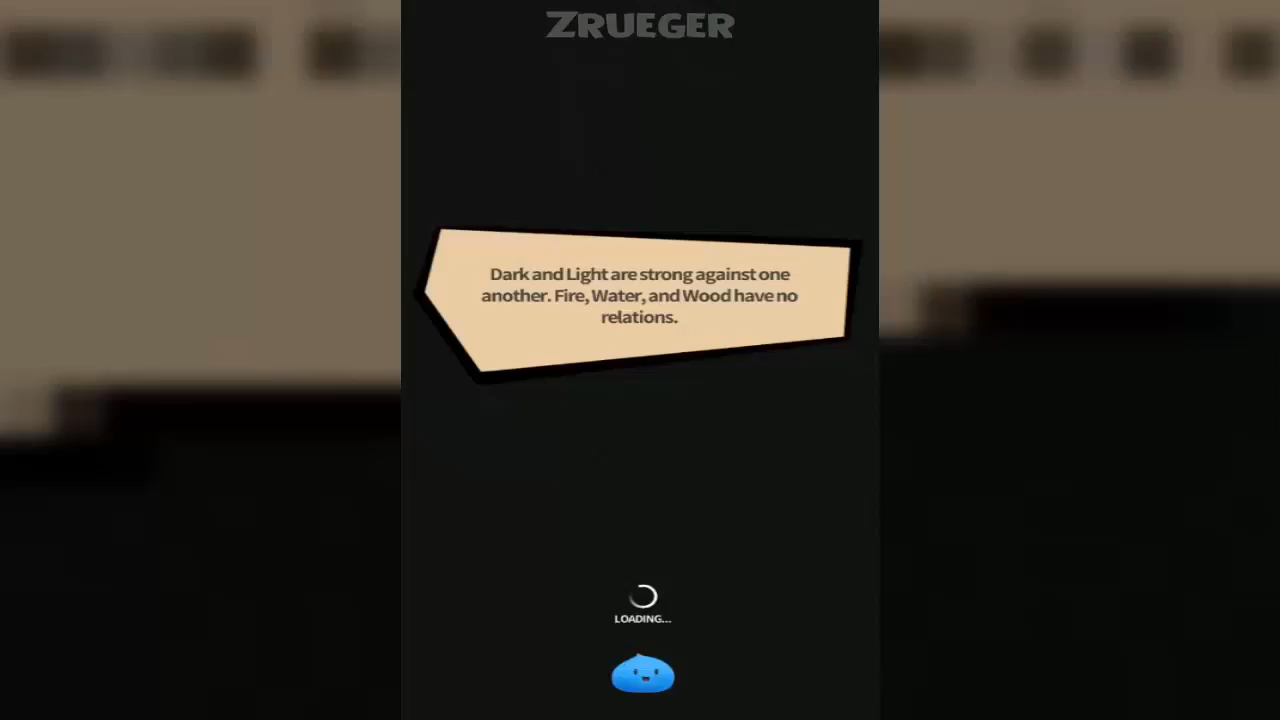 ZRUEGER
Dark and Light are strong against one
another. Fire, Water, and Wood have no
relations.
LOADING...